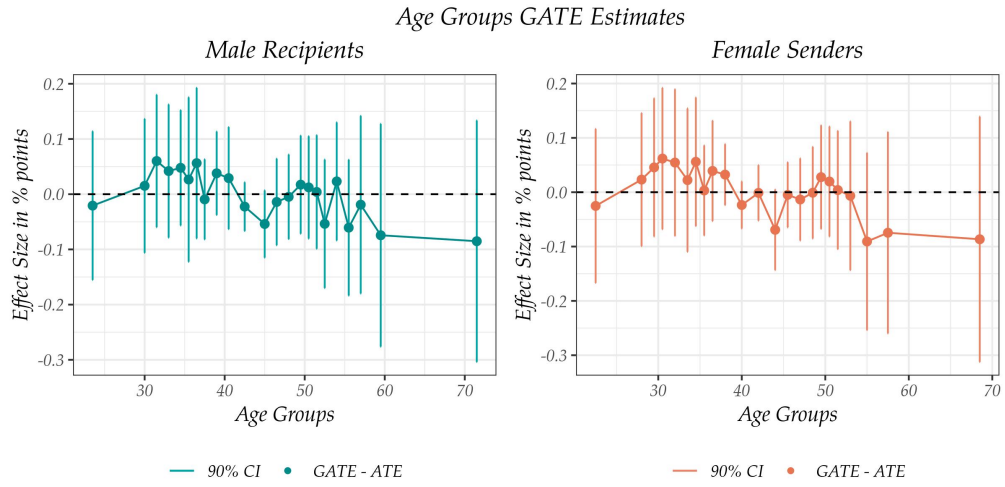 Age Groups GATE Estimates
Male Recipients
Female Senders
Effect Size in % points
0.2
0.1
0.0
-0.1
-0.2
-0.3
30 40 50 60 70
Age Groups
90% CI GATE - ATE
Effect Size in % points
0.2
0.1
0.0
-0.1
-0.2
-0.3
30 40 50 60 70
Age Groups
90% CI GATE - ATE